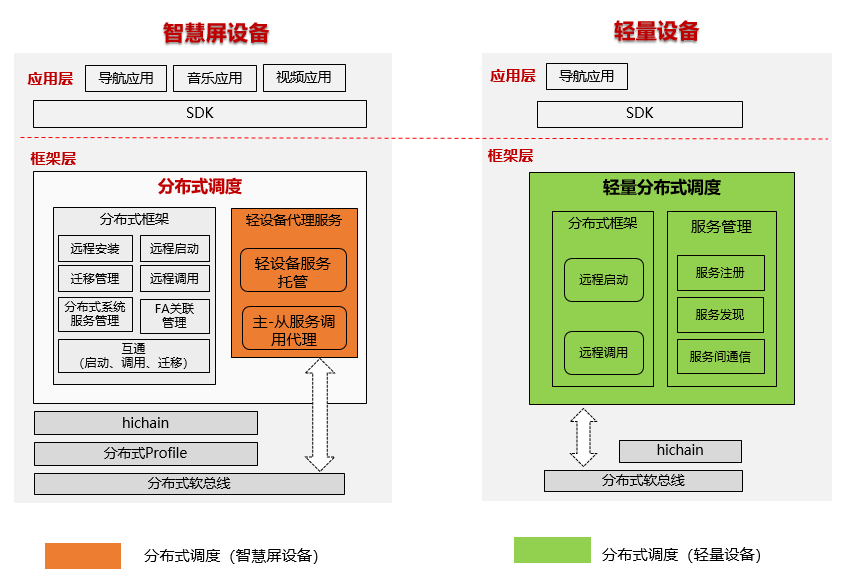 智慧屏设备
应用层
导航应用
音乐应用
视频应用
SDK
框架层
分布式调度
分布式框架
远程安装
远程启动
迁移管理
远程调用
分布式系统
服务管理
FA关联
管理
互通
（启动、调用、迁移）
轻设备代理服务
轻设备服务
托管
主-从服务调
用代理
hichain
分布式Profile
分布式软总线
轻量设备
应用层
导航应用
SDK
框架层
轻量分布式调度
分布式框架
远程启动
远程调用
服务管理
服务注册
服务发现
服务间通信
hichain
分布式软总线
分布式调度（智慧屏设备）
分布式调度（轻量设备）